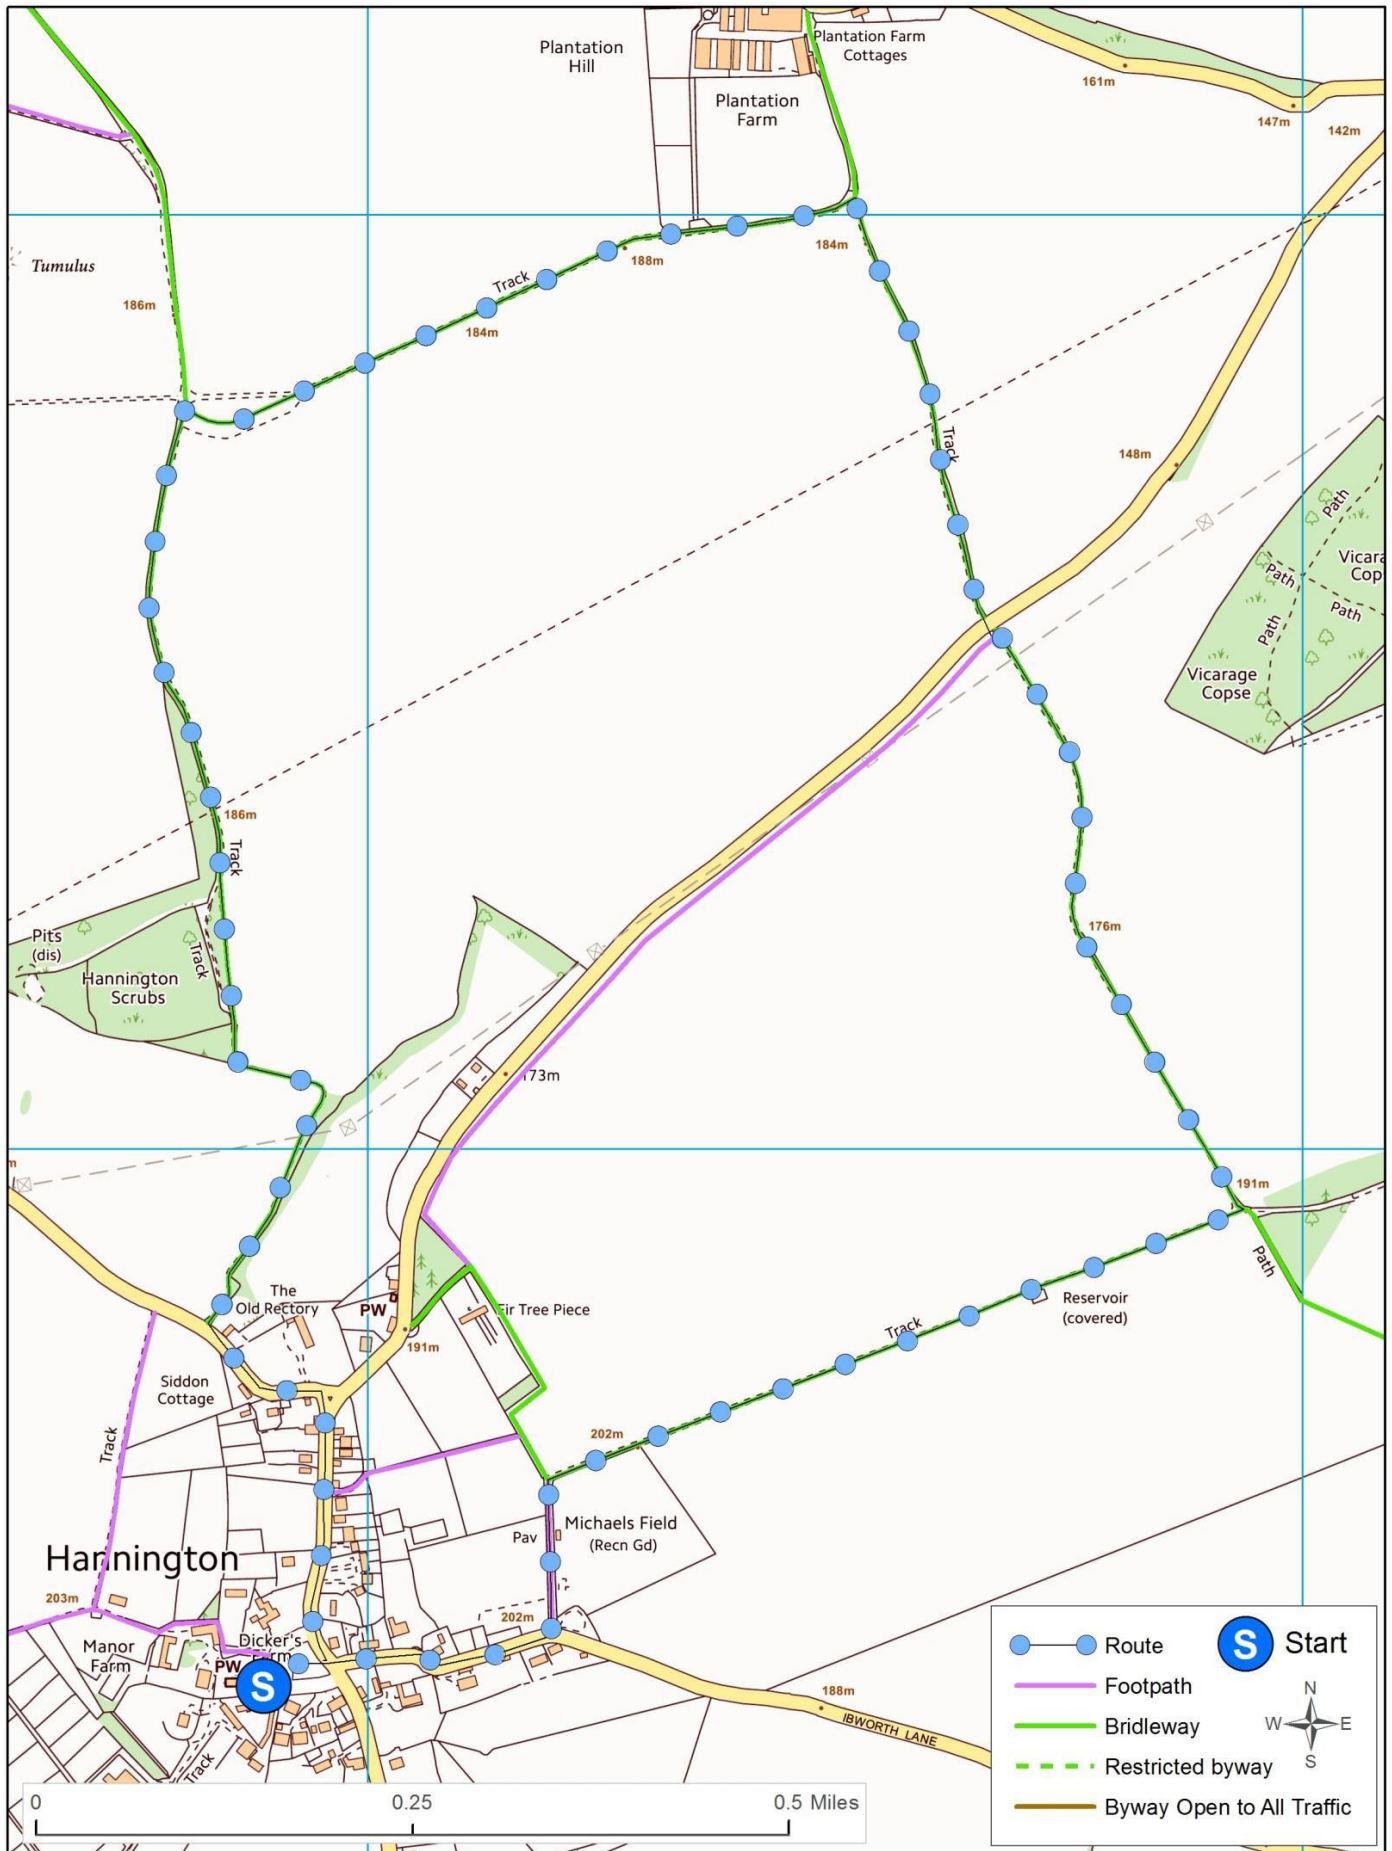 Plantation
Hill
Plantation Farm
Cottages
161m
Plantation
Farm
147m
142m
Tumulus
186m
184m
188m
Track
184m
Track
148m
Path
Path
Path
Path
Vicarage
Copse
186m
Track
176m
Pits
(dis)
Hannington
Scrubs
Track
173m
191m
Path
The
Old Rectory
PW
Fir Tree Piece
Reservoir
(covered)
191m
Track
Siddon
Cottage
Track
202m
Michaels Field
(Recn Gd)
Pav
Hannington
203m
202m
Manor
Farm
Dicker's
Farm
PW
S
188m
IBWORTH LANE
Track
0 0.25 0.5 Miles
Route
S Start
Footpath
Bridleway
Restricted byway
Byway Open to All Traffic
N
W E
S